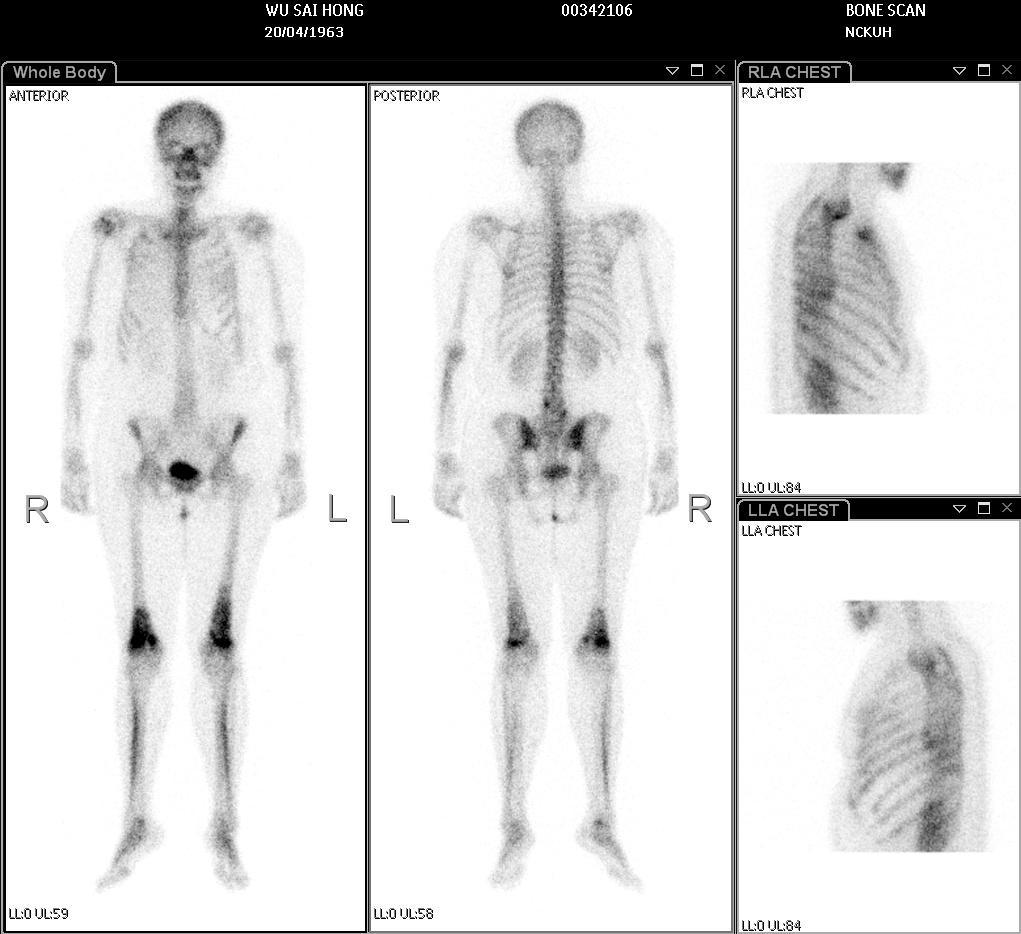 WU SAI HONG 00342106 BONE SCAN
20/04/1963 NCKUH
Whole Body
ANTERIOR
POSTERIOR
R
L
L
R
LL:0 UL:59
LL:0 UL:58
RLA CHEST
RLA CHEST
LL:0 UL:84
LLA CHEST
LLA CHEST
LL:0 UL:84